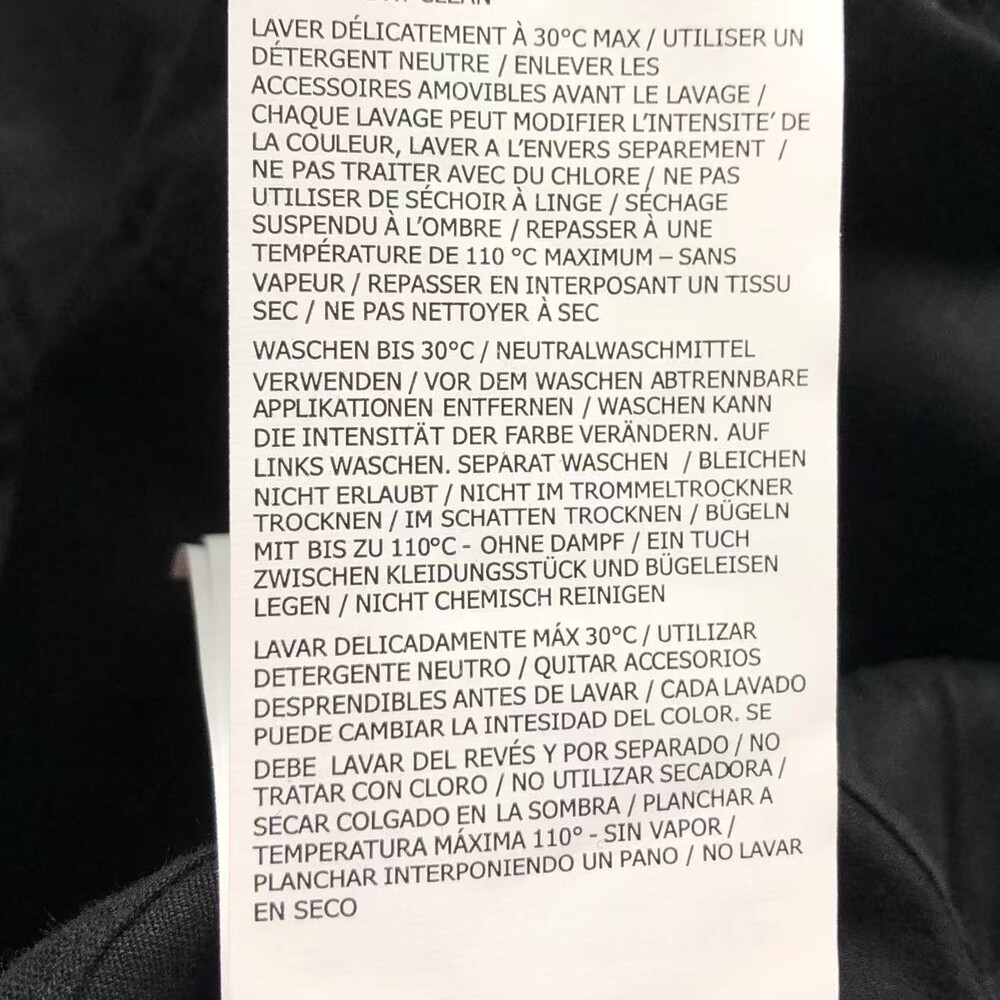 CLEAN
LAVER DÉLICATEMENT À 30°C MAX / UTILISER UN
DÉTERGENT NEUTRE / ENLEVER LES
ACCESSOIRES AMOVIBLES AVANT LE LAVAGE /
CHAQUE LAVAGE PEUT MODIFIER L'INTENSITE' DE
LA COULEUR, LAVER A L'ENVERS SEPAREMENT /
NE PAS TRAITER AVEC DU CHLORE / NE PAS
UTILISER DE SÉCHOIR À LINGE / SÉCHAGE
SUSPENDU À L'OMBRE / REPASSER À UNE
TEMPÉRATURE DE 110 °C MAXIMUM – SANS
VAPEUR / REPASSER EN INTERPOSANT UN TISSU
SEC / NE PAS NETTOYER À SEC
WASCHEN BIS 30°C / NEUTRALWASCHMITTEL
VERWENDEN / VOR DEM WASCHEN ABTRENNBARE
APPLIKATIONEN ENTFERNEN / WASCHEN KANN
DIE INTENSITÄT DER FARBE VERÄNDERN. AUF
LINKS WASCHEN. SEPARAT WASCHEN / BLEICHEN
NICHT ERLAUBT / NICHT IM TROMMELTROCKNER
TROCKNEN / IM SCHATTEN TROCKNEN / BÜGELN
MIT BIS ZU 110°C - OHNE DAMPF / EIN TUCH
ZWISCHEN KLEIDUNGSSTÜCK UND BÜGELEISEN
LEGEN / NICHT CHEMISCH REINIGEN
LAVAR DELICADAMENTE MÁX 30°C / UTILIZAR
DETERGENTE NEUTRO / QUITAR ACCESORIOS
DESPRENDIBLES ANTES DE LAVAR / CADA LAVADO
PUEDE CAMBIAR LA INTESIDAD DEL COLOR. SE
DEBE LAVAR DEL REVÉS Y POR SEPARADO / NO
TRATAR CON CLORO / NO UTILIZAR SECADORA /
SECAR COLGADO EN LA SOMBRA / PLANCHAR A
TEMPERATURA MÁXIMA 110° - SIN VAPOR /
PLANCHAR INTERPONIENDO UN PANO / NO LAVAR
EN SECO